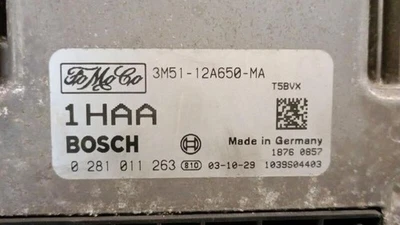 FoMoCo 3M51-12A650-MA
T5BVX
1HAA
BOSCH Made in Germany
1876 0857
0 281 011 263 810 03-10-29 1039S04403